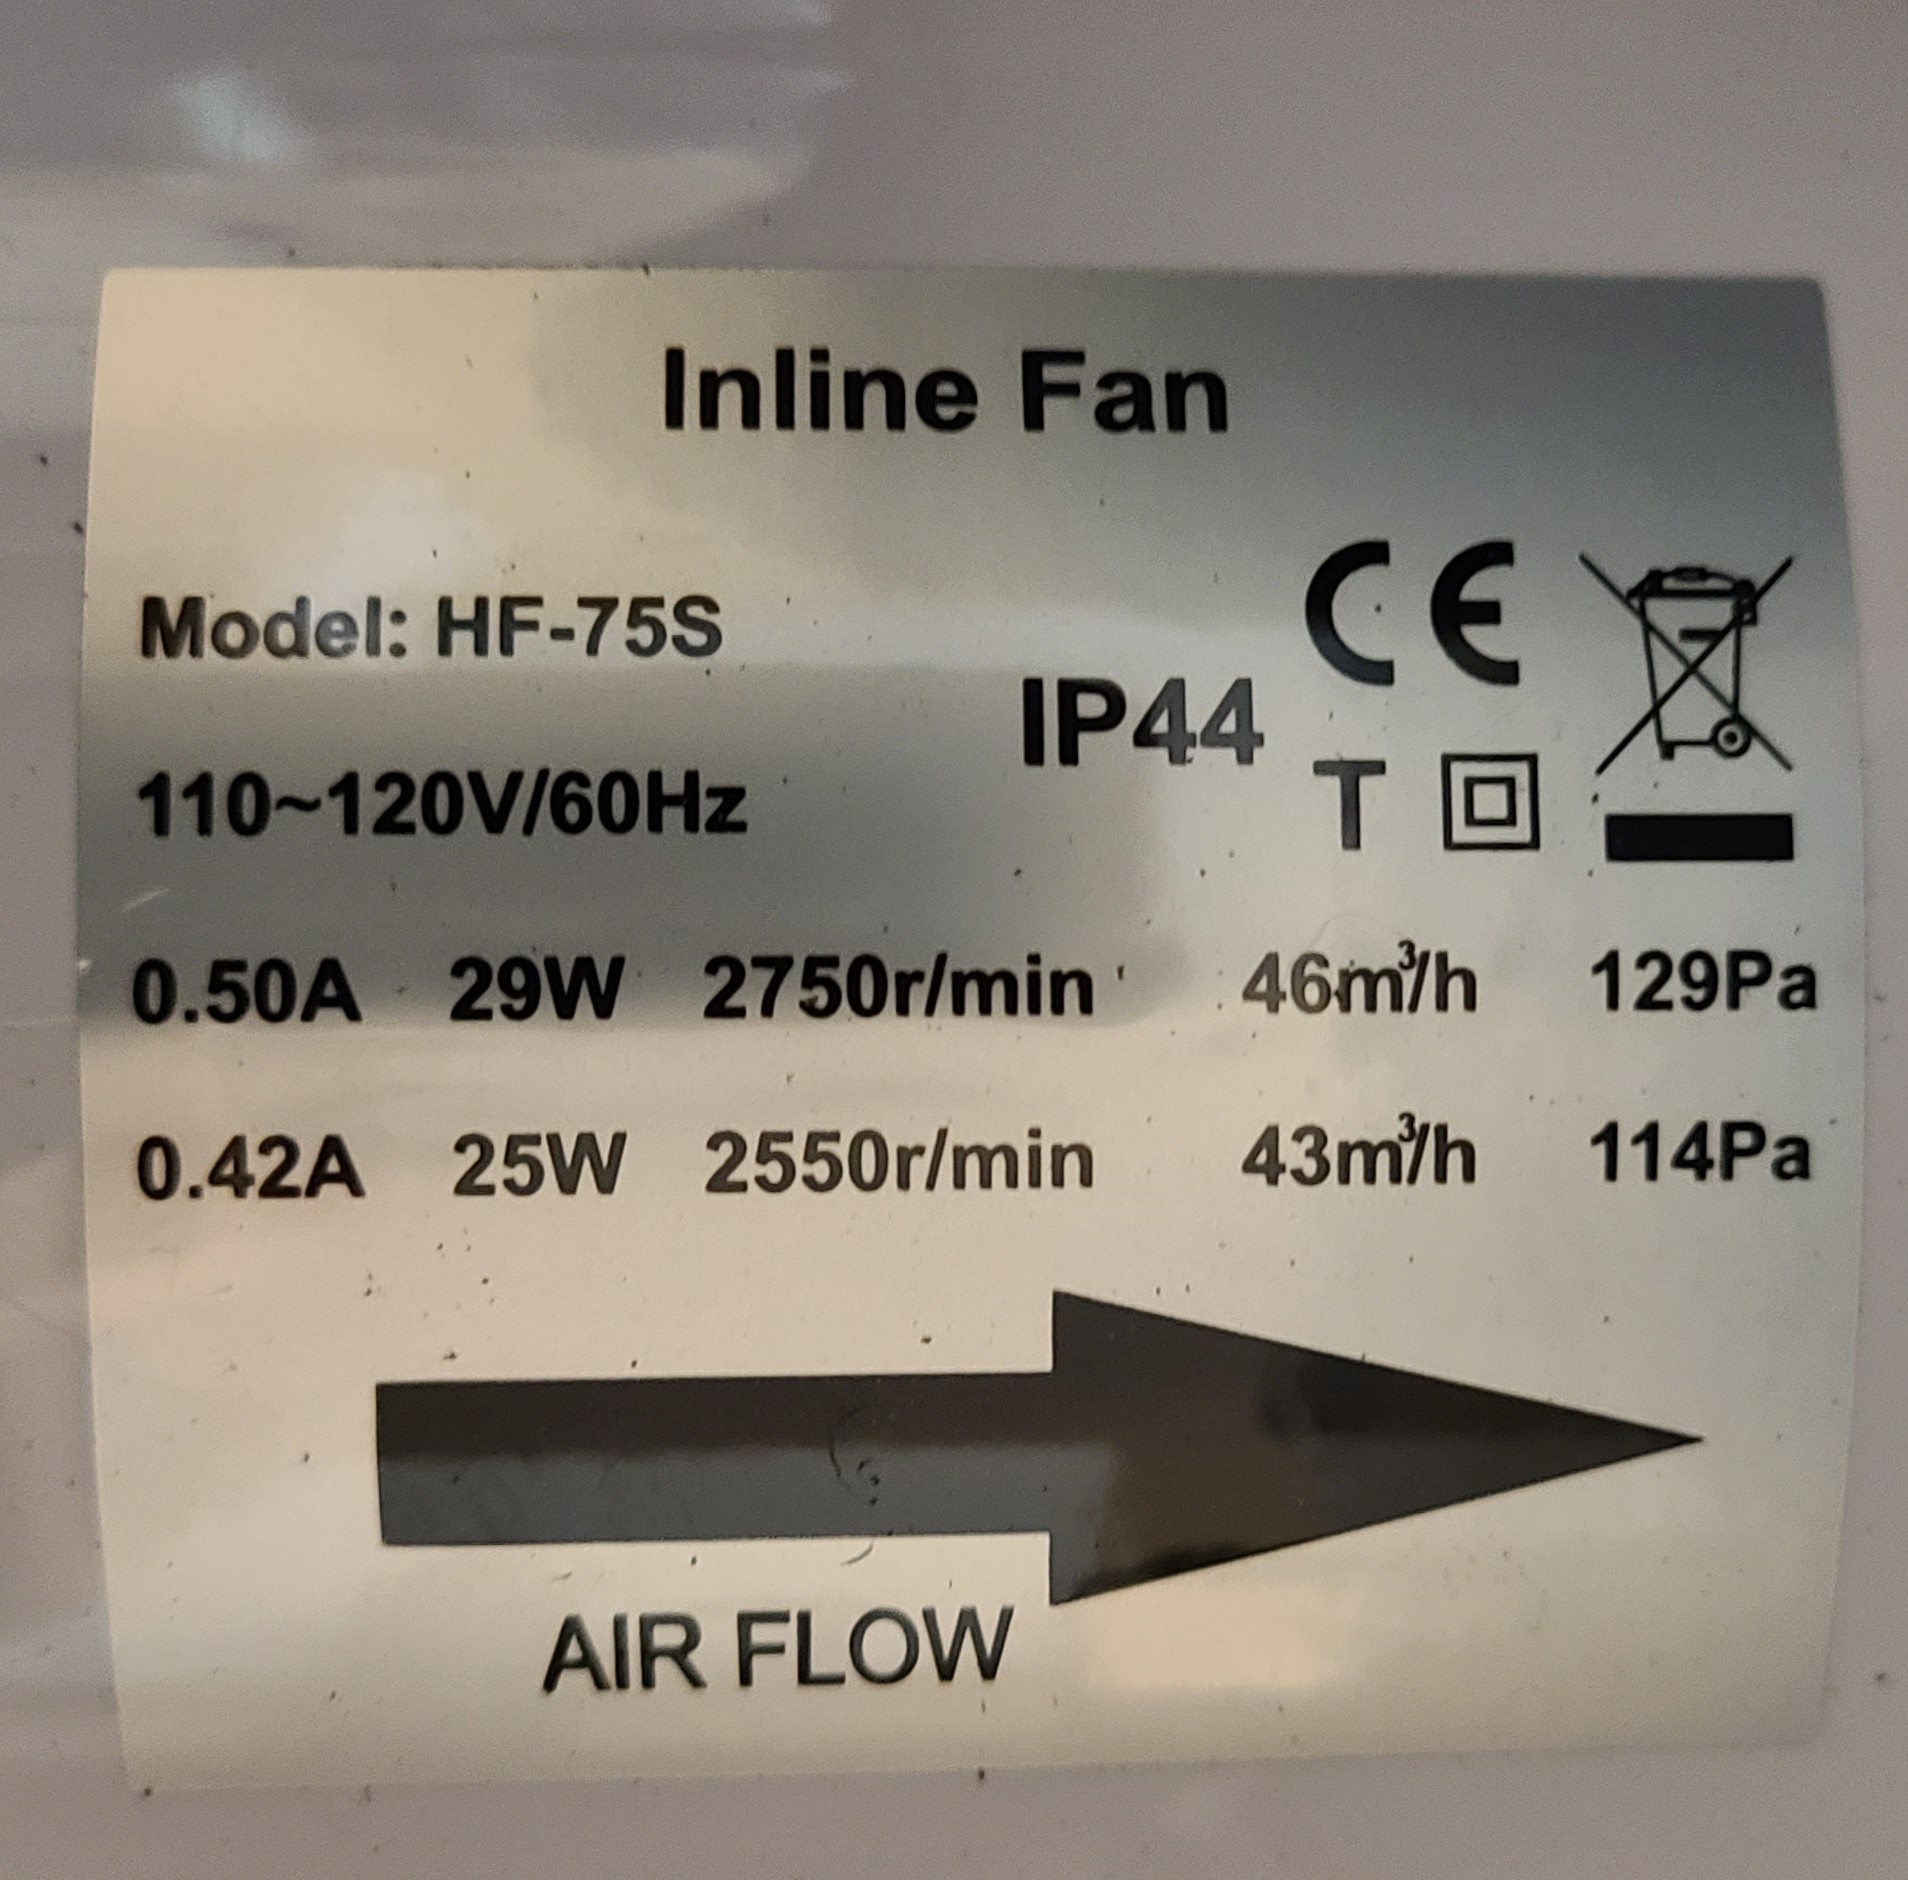 Inline Fan
Model: HF-75S
IP44
CE
110~120V/60Hz
T
0.50A 29W 2750r/min 46m³/h 129Pa
0.42A 25W 2550r/min 43m³/h 114Pa
AIR FLOW